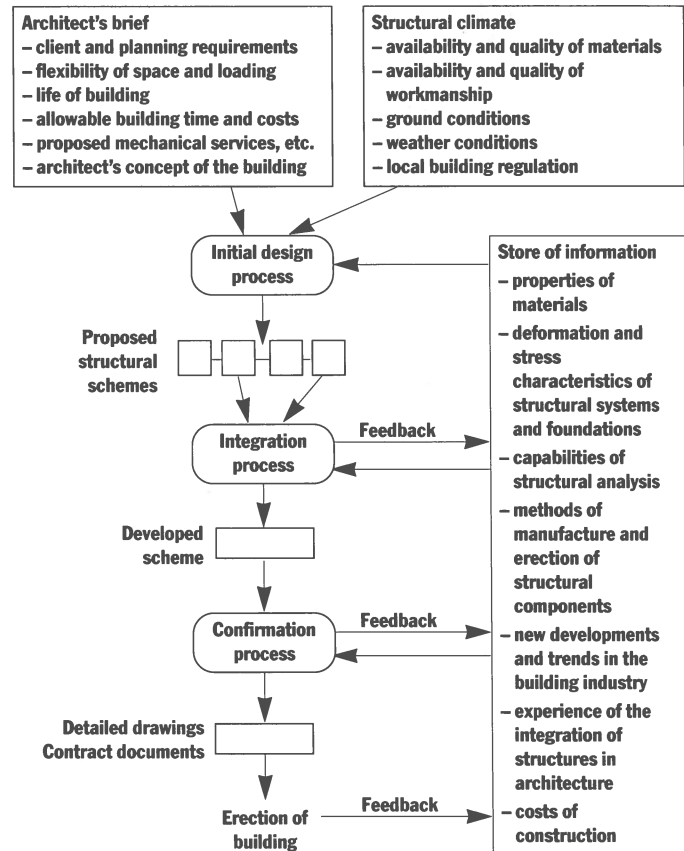 Architect's brief
– client and planning requirements
– flexibility of space and loading
– life of building
– allowable building time and costs
– proposed mechanical services, etc.
– architect's concept of the building
Structural climate
– availability and quality of materials
– availability and quality of
workmanship
– ground conditions
– weather conditions
– local building regulation
Initial design
process
Proposed
structural
schemes
Integration
process
Feedback
Developed
scheme
Confirmation
process
Feedback
Detailed drawings
Contract documents
Erection of
building
Feedback
Store of information
– properties of
materials
– deformation and
stress
characteristics of
structural systems
and foundations
– capabilities of
structural analysis
– methods of
manufacture and
erection of
structural
components
– new developments
and trends in the
building industry
– experience of the
integration of
structures in
architecture
– costs of
construction